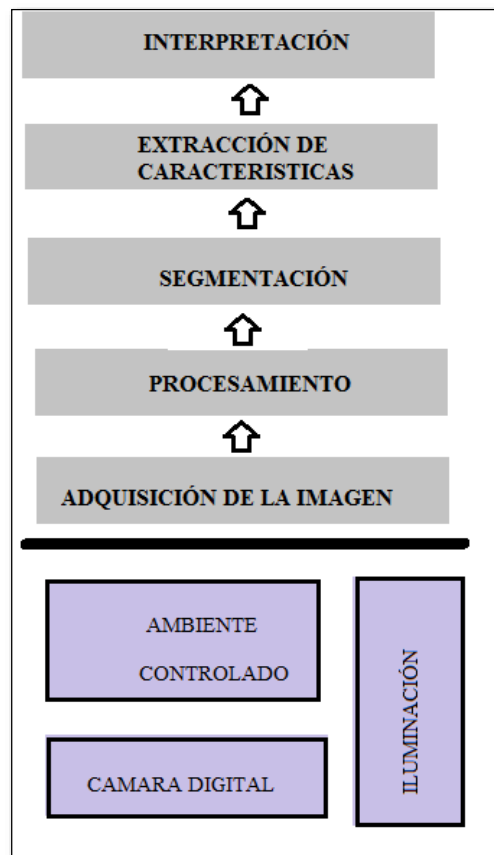 INTERPRETACIÓN
EXTRACCIÓN DE
CARACTERISTICAS
SEGMENTACIÓN
PROCESAMIENTO
ADQUISICIÓN DE LA IMAGEN
AMBIENTE
CONTROLADO
ILUMINACIÓN
CAMARA DIGITAL